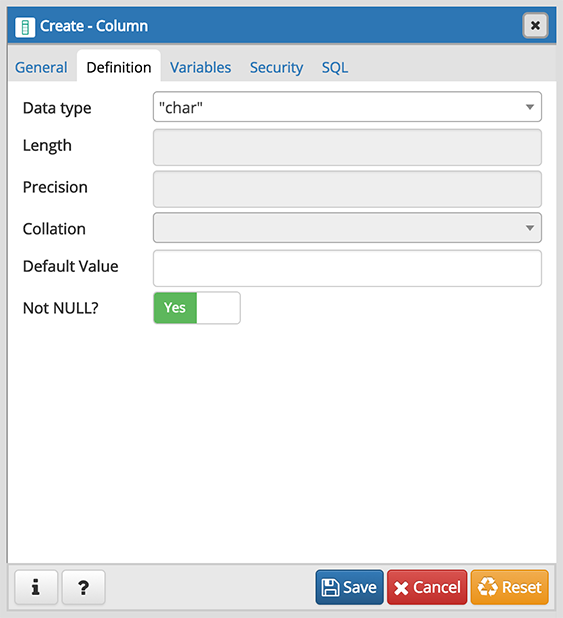 Create - Column
General Definition Variables Security SQL
Data type "char"
Length
Precision
Collation
Default Value
Not NULL? Yes
i ? Save Cancel Reset